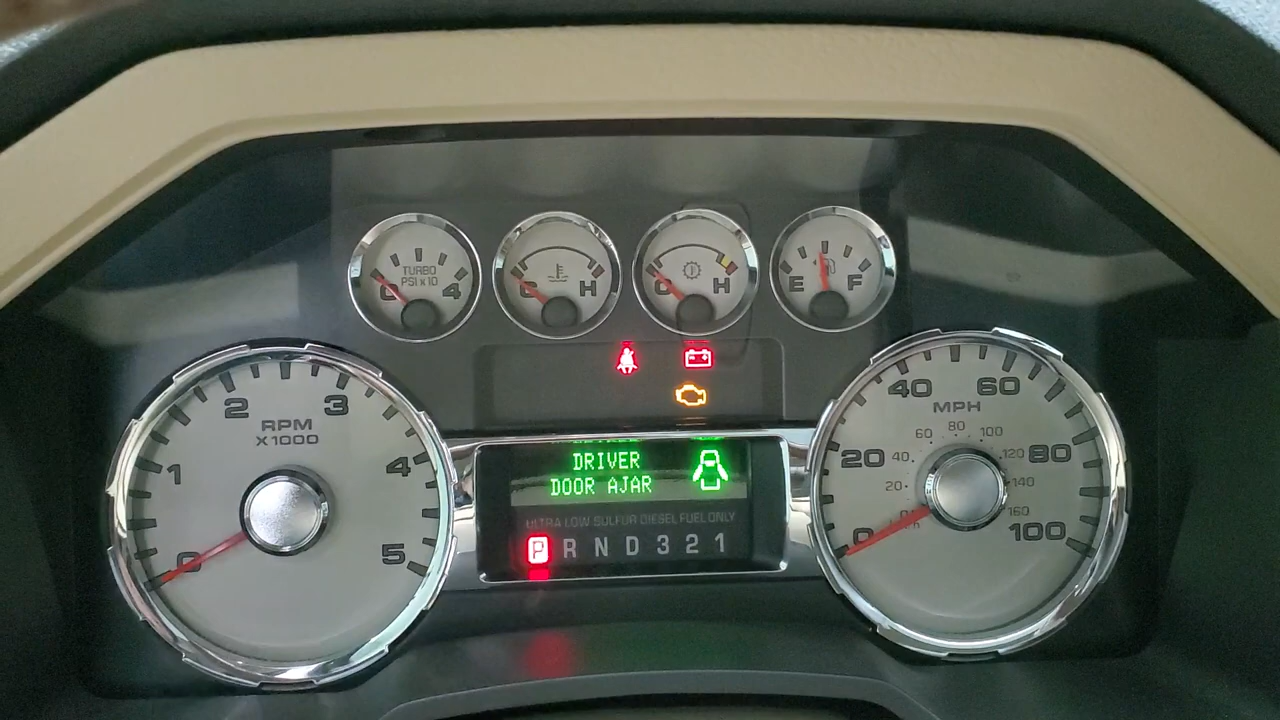 TURBO
PSI X 10
0 4
C H
C H
E F
RPM
X1000
0 1 2 3 4 5
MPH
0 20 40 60 80 100
20 40 60 80 100 120 140 160
DRIVER
DOOR AJAR
ULTRA LOW SULFUR DIESEL FUEL ONLY
P R N D 3 2 1